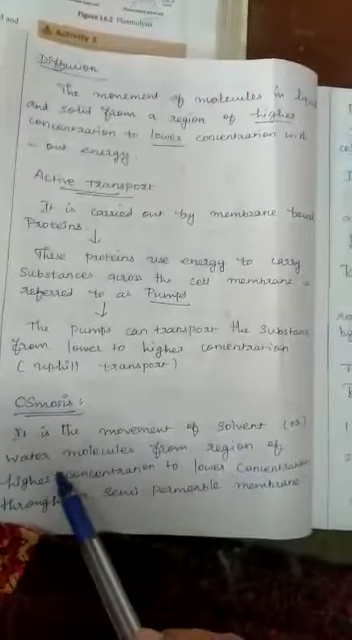 Figure 14.2 Plasmolysis
Activity 3
Diffusion
The movement of molecules in
and solid from a region of higher
concentration to lower concentration with
- out energy.
Active Transport
It is carried out by membrane bound
Proteins.
↓
These proteins use energy to carry
Substances across the cell membrane
referred to as Pumps
↓
The pumps can transport the Substance
from lower to higher concentration
(uphill transport)
Osmosis:
It is the movement of Solvent (or)
Water molecules from region of
higher concentration to lower concentration
through semi permeable membrane